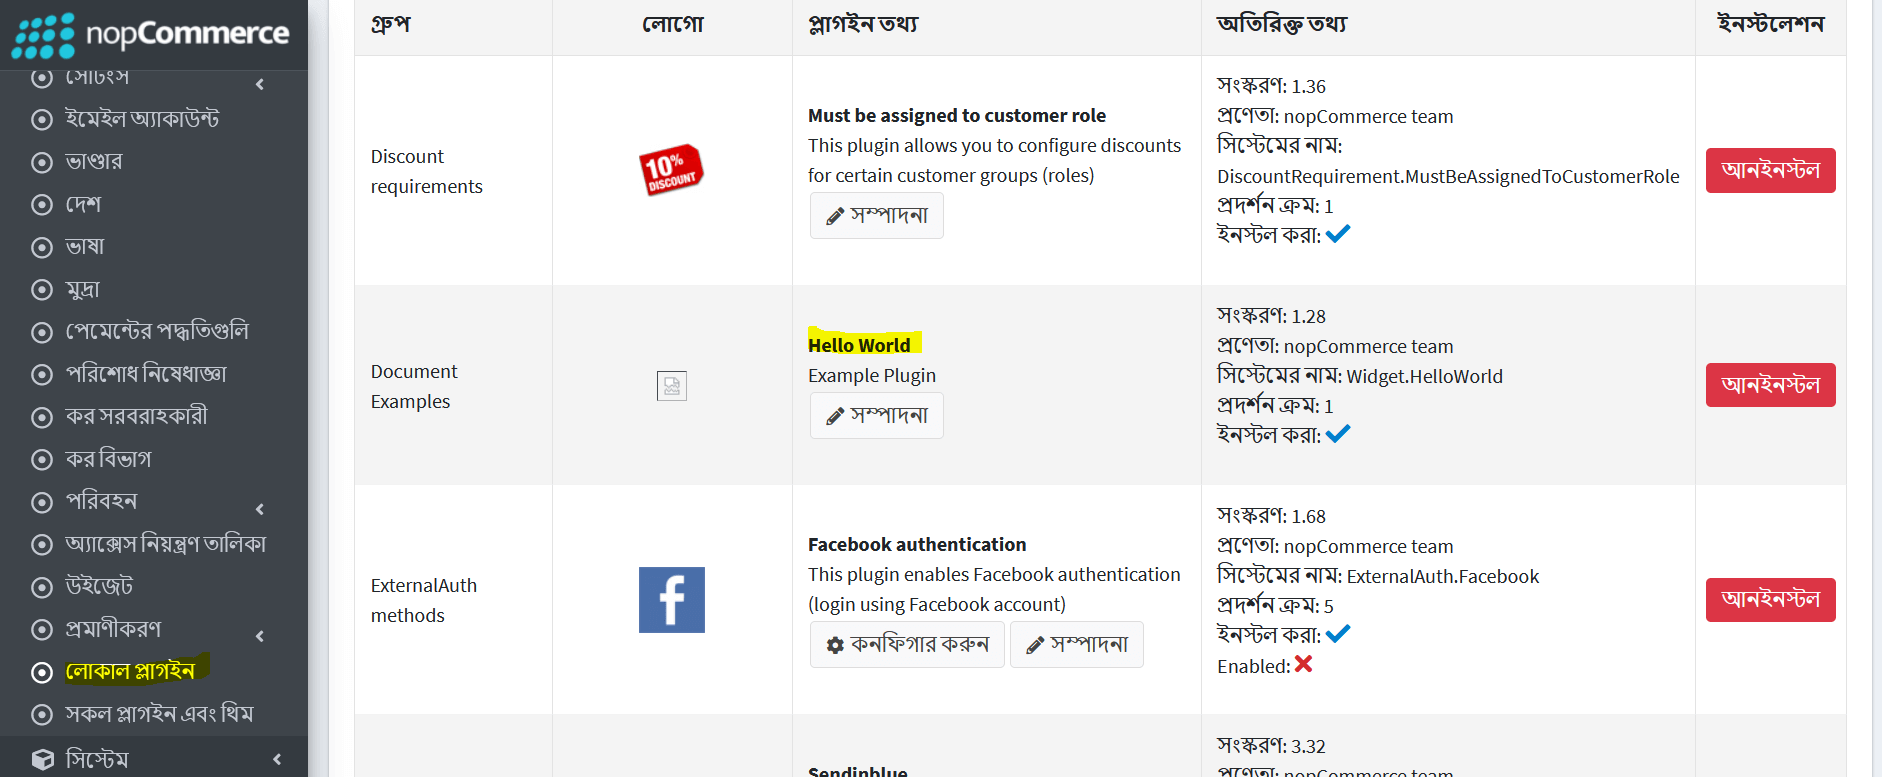 nopCommerce
সেটিংস
ইমেইল অ্যাকাউন্ট
ভাণ্ডার
দেশ
ভাষা
মুদ্রা
পেমেন্টের পদ্ধতিগুলি
পরিশোধ নিষেধাজ্ঞা
কর সরবরাহকারী
কর বিভাগ
পরিবহন
অ্যাক্সেস নিয়ন্ত্রণ তালিকা
উইজেট
প্রমাণীকরণ
লোকাল প্লাগইন
সকল প্লাগইন এবং থিম
সিস্টেম
গ্রুপ লোগো প্লাগইন তথ্য অতিরিক্ত তথ্য ইনস্টলেশন
Discount
requirements
10%
DISCOUNT
Must be assigned to customer role
This plugin allows you to configure discounts
for certain customer groups (roles)
সম্পাদনা
সংস্করণ: 1.36
প্রণেতা: nopCommerce team
সিস্টেমের নাম:
DiscountRequirement.MustBeAssignedToCustomerRole
প্রদর্শন ক্রম: 1
ইনস্টল করা:
আনইনস্টল
Document
Examples
Hello World
Example Plugin
সম্পাদনা
সংস্করণ: 1.28
প্রণেতা: nopCommerce team
সিস্টেমের নাম: Widget.HelloWorld
প্রদর্শন ক্রম: 1
ইনস্টল করা:
আনইনস্টল
ExternalAuth
methods
f
Facebook authentication
This plugin enables Facebook authentication
(login using Facebook account)
কনফিগার করুন সম্পাদনা
সংস্করণ: 1.68
প্রণেতা: nopCommerce team
সিস্টেমের নাম: ExternalAuth.Facebook
প্রদর্শন ক্রম: 5
ইনস্টল করা:
Enabled:
আনইনস্টল
Sendinblue
সংস্করণ: 3.32
প্রণেতা: nopCommerce team